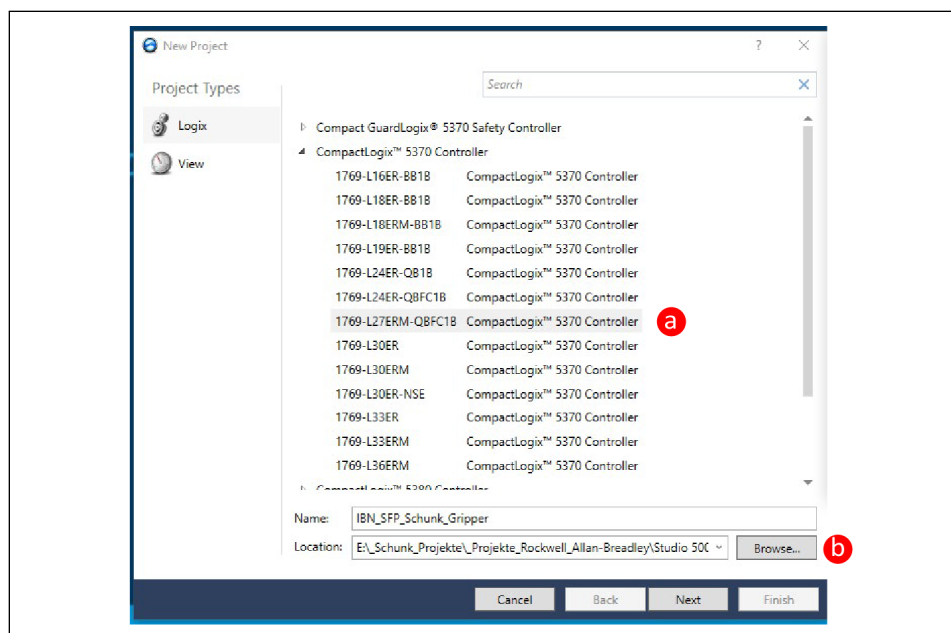 New Project
?
Project Types
Search
Logix
View
Compact GuardLogix® 5370 Safety Controller
CompactLogix™ 5370 Controller
1769-L16ER-BB1B CompactLogix™ 5370 Controller
1769-L18ER-BB1B CompactLogix™ 5370 Controller
1769-L18ERM-BB1B CompactLogix™ 5370 Controller
1769-L19ER-BB1B CompactLogix™ 5370 Controller
1769-L24ER-QB1B CompactLogix™ 5370 Controller
1769-L24ER-QBFC1B CompactLogix™ 5370 Controller
1769-L27ERM-QBFC1B CompactLogix™ 5370 Controller a
1769-L30ER CompactLogix™ 5370 Controller
1769-L30ERM CompactLogix™ 5370 Controller
1769-L30ER-NSE CompactLogix™ 5370 Controller
1769-L33ER CompactLogix™ 5370 Controller
1769-L33ERM CompactLogix™ 5370 Controller
1769-L36ERM CompactLogix™ 5370 Controller
CompactLogix™ 5380 Controller
Name: IBN_SFP_Schunk_Gripper
Location: E:\_Schunk_Projekte\_Projekte_Rockwell_Allan-Breadley\Studio 500 Browse... b
Cancel Back Next Finish